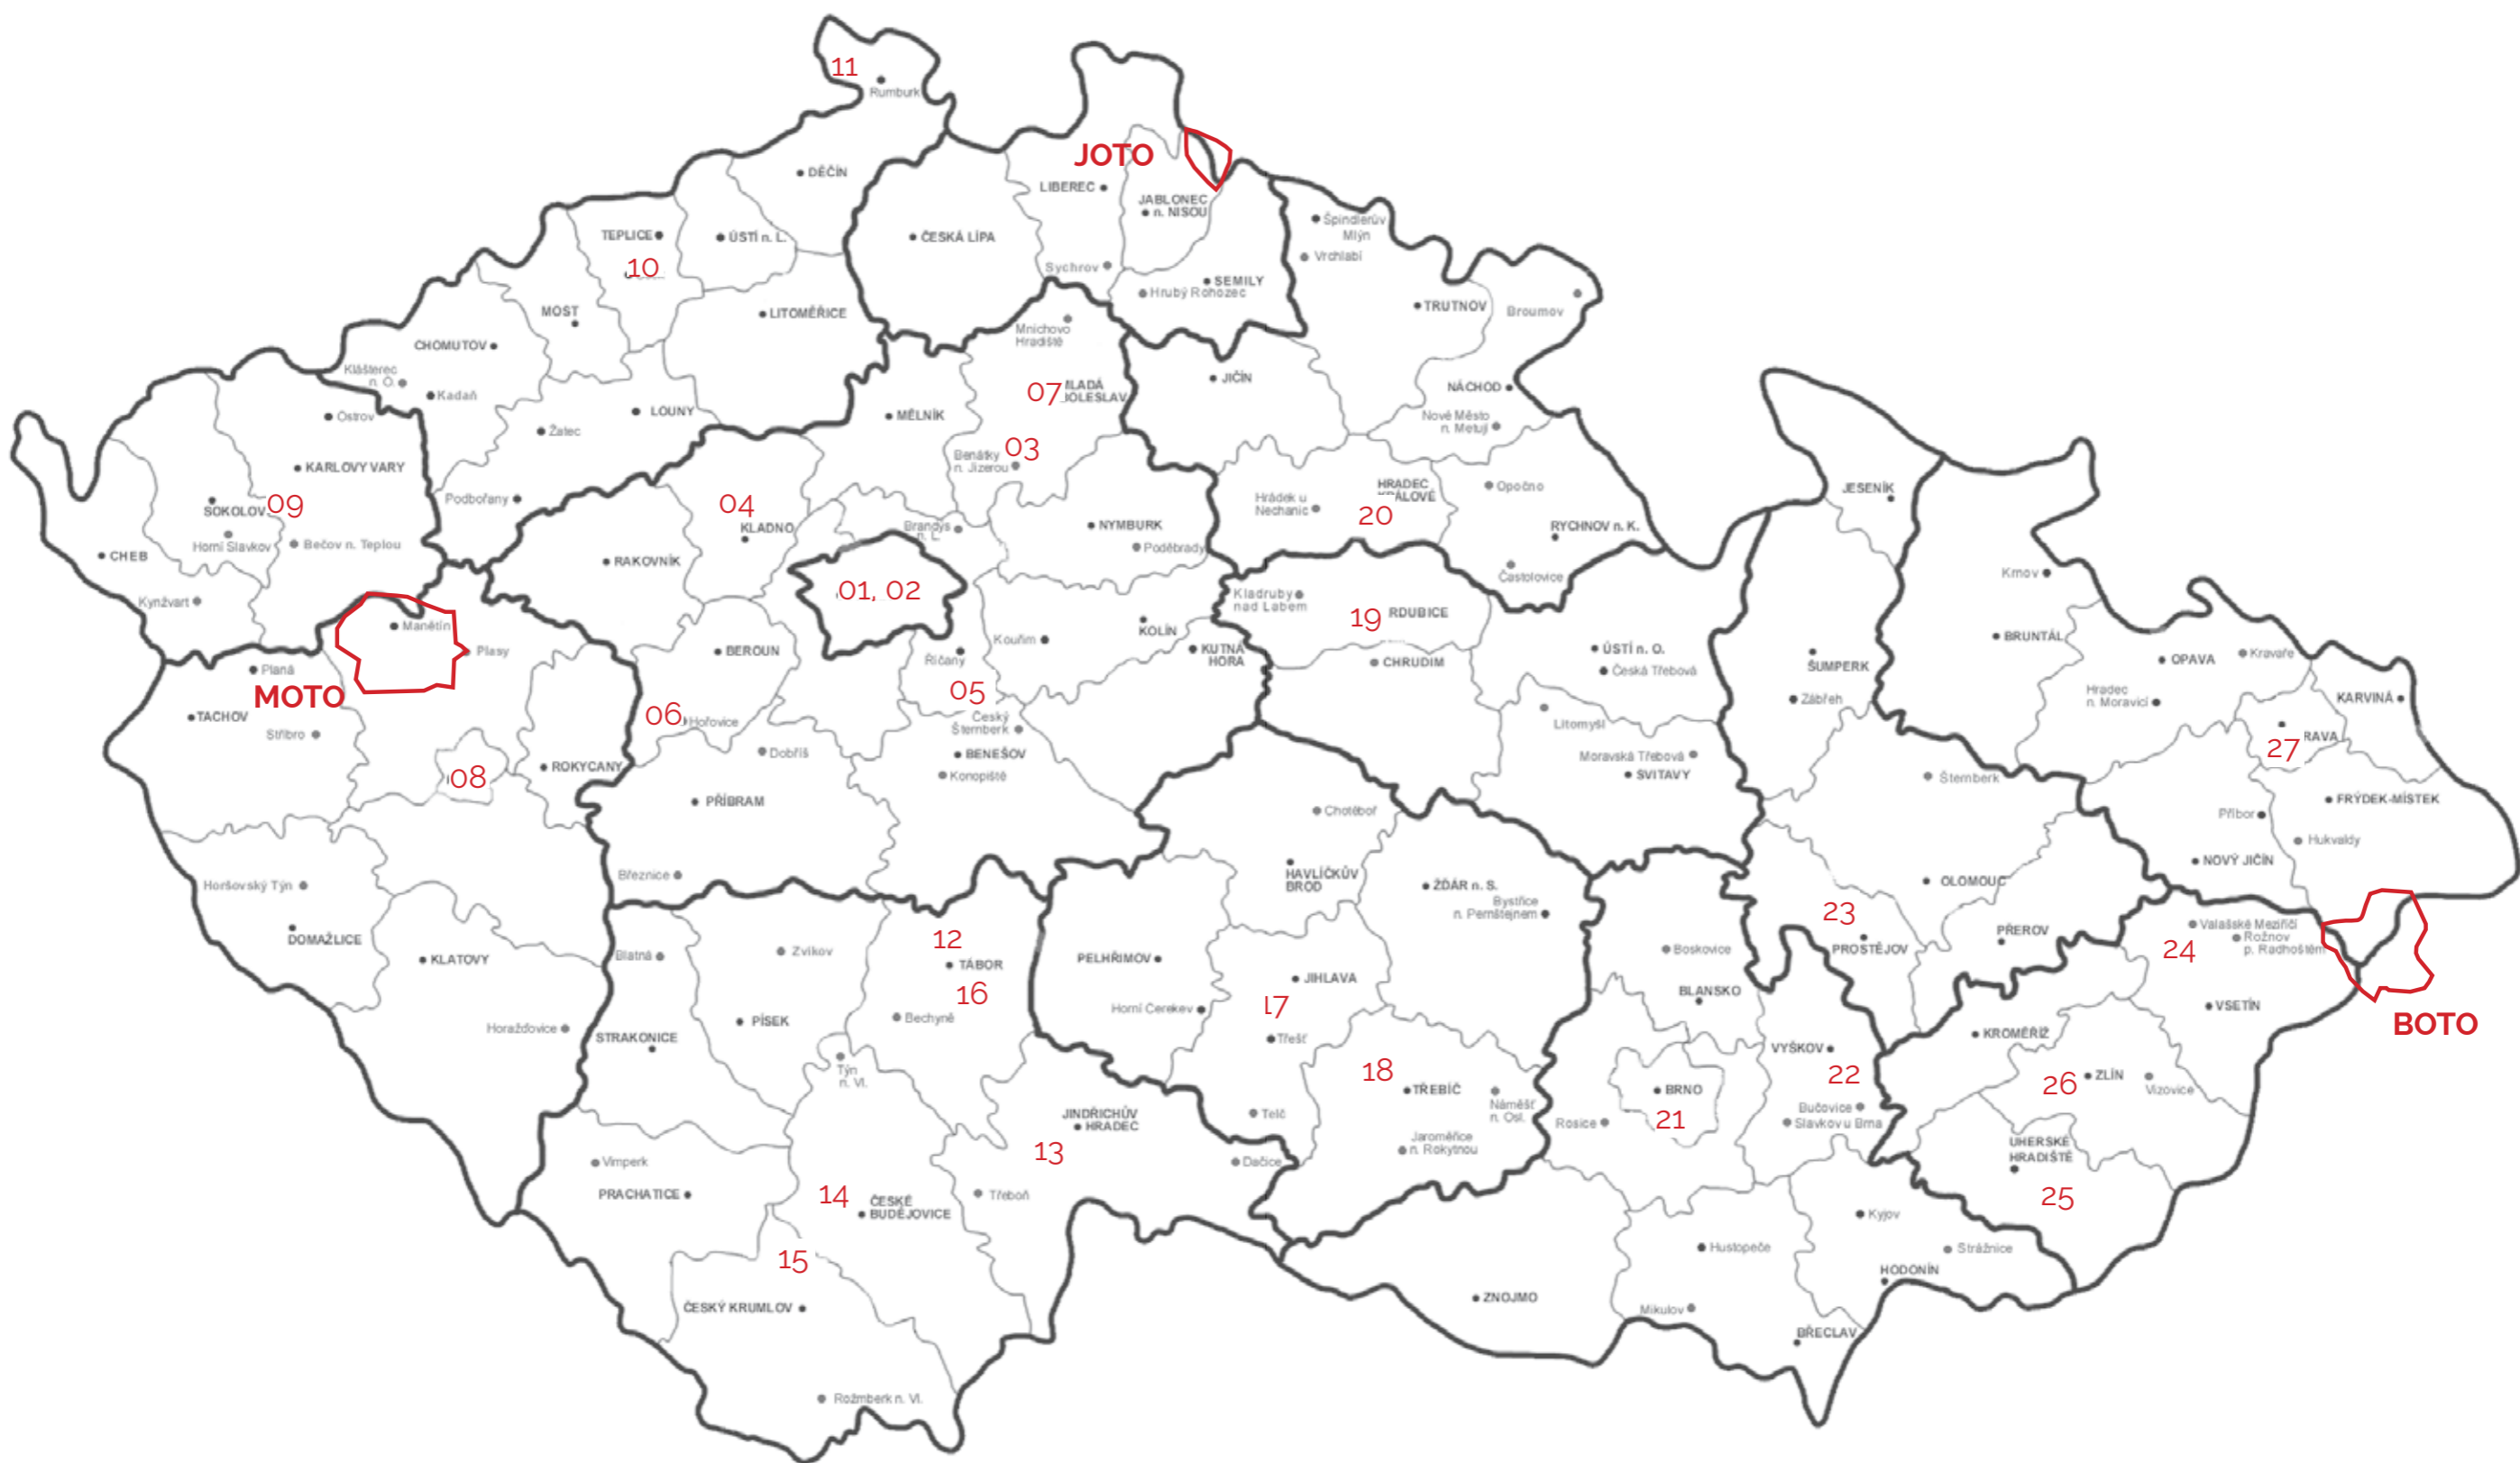 11
Rumburk
JOTO
DĚČÍN
LIBEREC
JABLONEC
n. NISOU
TEPLICE
ÚSTÍ n. L.
ČESKÁ LÍPA
Špindlerův
Mlýn
10
Sychrov
Vrchlabí
SEMILY
Hrubý Rohozec
MOST
LITOMĚŘICE
TRUTNOV
Broumov
Mnichovo
Hradiště
CHOMUTOV
Klášterec
n. O.
Kadaň
07
MLADÁ
BOLESLAV
JIČÍN
NÁCHOD
Ostrov
LOUNY
MĚLNÍK
Nové Město
n. Metují
Žatec
03
Benátky
n. Jizerou
KARLOVY VARY
Podbořany
04
Hrádek u
Nechanic
HRADEC
KRÁLOVÉ
Opočno
JESENÍK
SOKOLOV
09
KLADNO
Brandýs
n. L.
NYMBURK
20
RYCHNOV n. K.
Horní Slavkov
Bečov n. Teplou
CHEB
RAKOVNÍK
Poděbrady
Častolovice
Krnov
Kynžvart
01, 02
Kladruby
nad Labem
19
RDUBICE
Manětín
Plasy
KOLÍN
Kouřim
BRUNTÁL
BEROUN
Říčany
KUTNÁ
HORA
CHRUDIM
ÚSTÍ n. O.
Česká Třebová
ŠUMPERK
OPAVA
Kravaře
Planá
MOTO
05
Zábřeh
Hradec
n. Moravicí
KARVINÁ
TACHOV
Stříbro
06
Hořovice
Český
Šternberk
Litomyšl
Dobříš
BENEŠOV
Moravská Třebová
SVITAVY
27
RAVA
ROKYCANY
08
Konopiště
Šternberk
PŘÍBRAM
Chotěboř
FRÝDEK-MÍSTEK
Příbor
Hukvaldy
Březnice
HAVLÍČKŮV
BROD
ŽĎÁR n. S.
NOVÝ JIČÍN
Horšovský Týn
Bystřice
n. Pernštejnem
OLOMOUC
23
DOMAŽLICE
12
Valašské Meziříčí
Rožnov
p. Radhoštěm
PŘEROV
PROSTĚJOV
24
KLATOVY
Blatná
Zvíkov
TÁBOR
PELHŘIMOV
Boskovice
16
JIHLAVA
17
BLANSKO
VSETÍN
Horní Cerekev
Bechyně
PÍSEK
Horažďovice
STRAKONICE
Třešť
BOTO
KROMĚŘÍŽ
VYŠKOV
Týn
n. Vl.
18
TŘEBÍČ
22
BRNO
26
ZLÍN
Vizovice
Náměšť
n. Osl.
21
Rosice
Bučovice
Slavkov u Brna
JINDŘICHŮV
HRADEC
Telč
13
Jaroměřice
n. Rokytnou
UHERSKÉ
HRADIŠTĚ
Vimperk
Dačice
PRACHATICE
14
ČESKÉ
BUDĚJOVICE
Třeboň
25
Kyjov
15
Hustopeče
Strážnice
HODONÍN
ČESKÝ KRUMLOV
ZNOJMO
Mikulov
BŘECLAV
Rožmberk n. Vl.